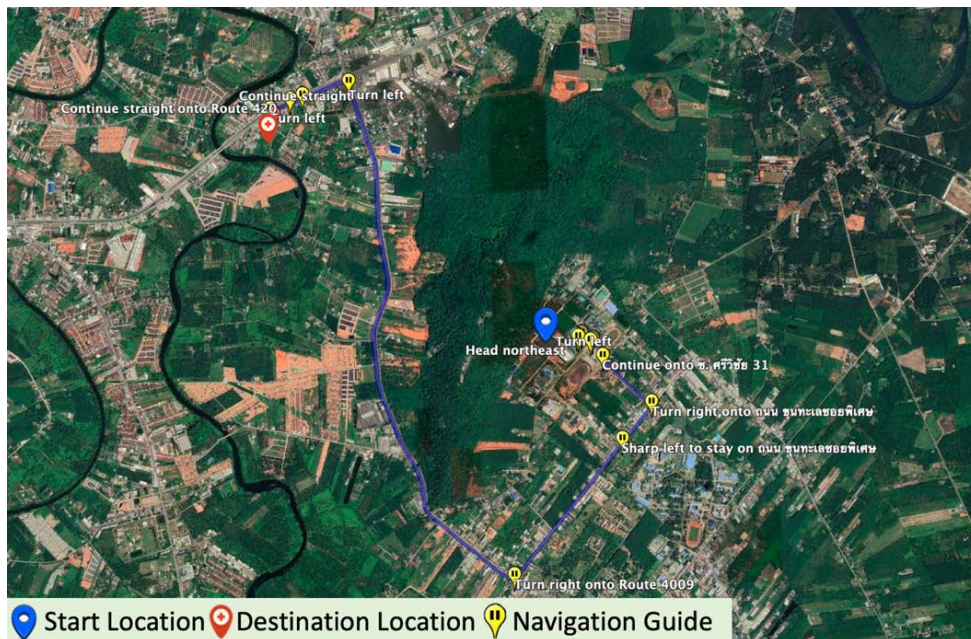 Continue straight
Turn left
Continue straight onto Route 420
Turn left
Turn left
Head northeast
Continue onto ซ. ศรีวิชัย 31
Turn right onto ถนน ขุนทะเลซอยพิเศษ
Sharp left to stay on ถนน ขุนทะเลซอยพิเศษ
Turn right onto Route 4009
Start Location
Destination Location
Navigation Guide